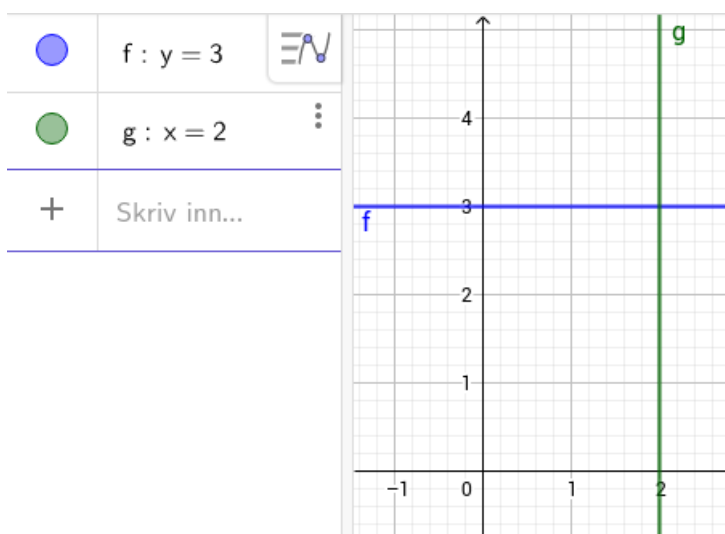 f : y = 3
g : x = 2
+ Skriv inn...
g
4
3
f
2
1
−1 0 1 2